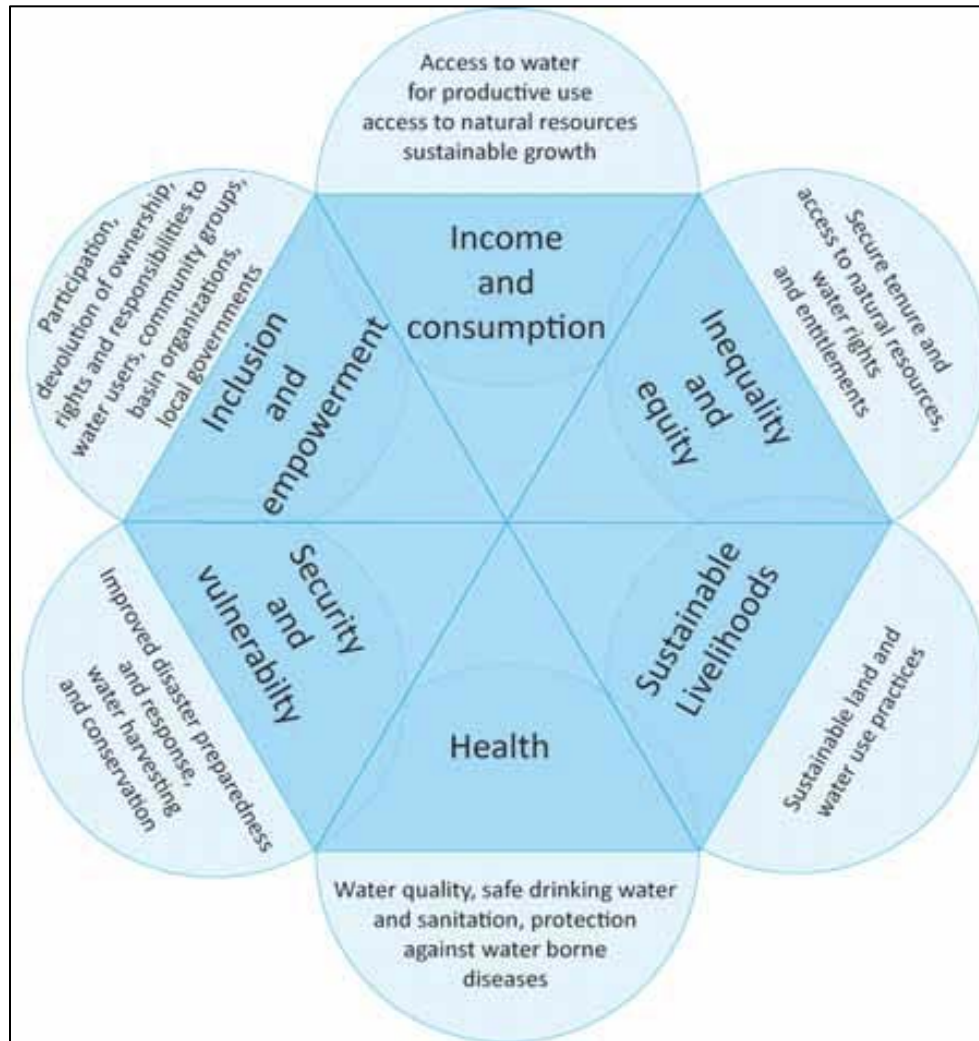 Access to water
for productive use
access to natural resources
sustainable growth
Income
and
consumption
Secure tenure and
access to natural resources,
water rights
and entitlements
Inequality
and
equity
Sustainable land and
water use practices
Sustainable
Livelihoods
Health
Water quality, safe drinking water
and sanitation, protection
against water borne
diseases
Security
and
vulnerabilty
Improved disaster preparedness
and response,
water harvesting
and conservation
Participation,
devolution of ownership,
rights and responsibilities to
water users, community groups,
basin organizations,
local governments
Inclusion
and
empowerment